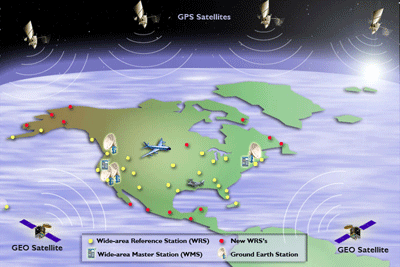 GPS Satellites
GEO Satellite
GEO Satellite
Wide-area Reference Station (WRS)
New WRS's
Wide-area Master Station (WMS)
Ground Earth Station